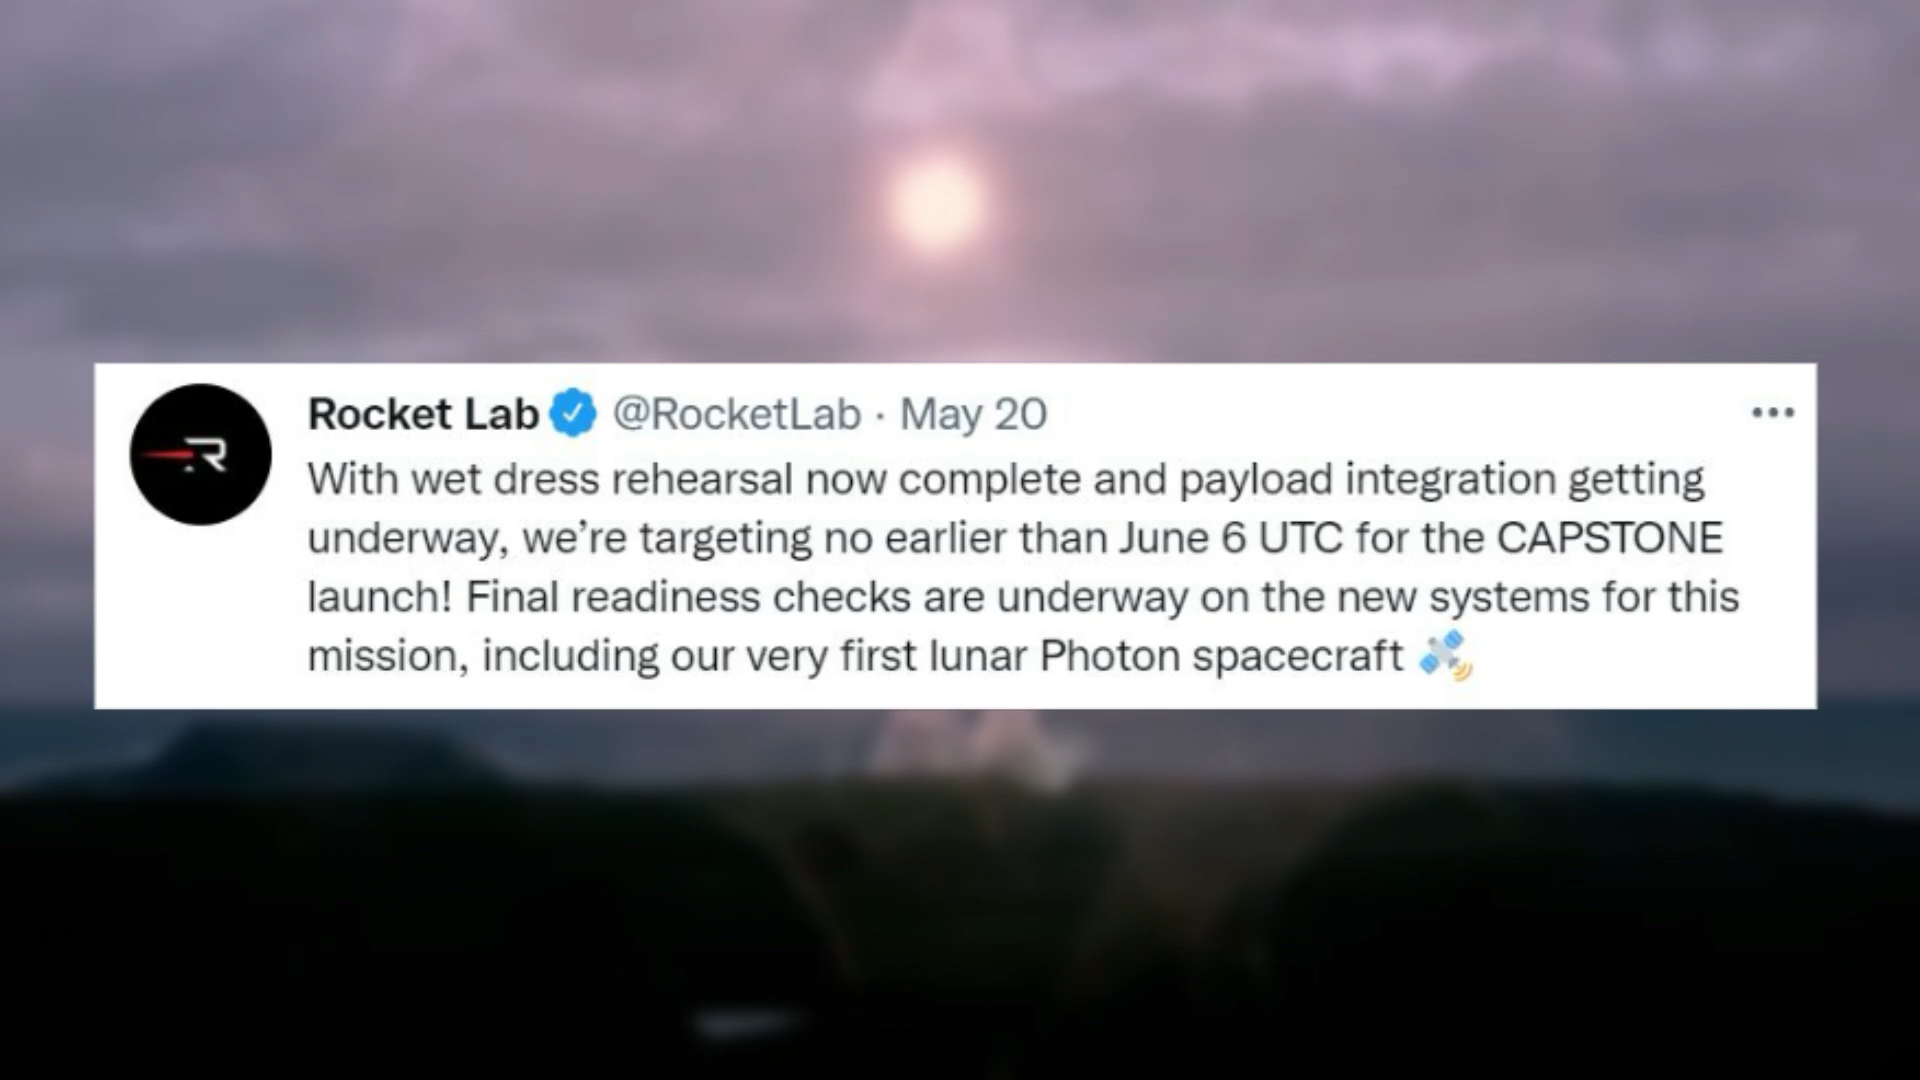 Rocket Lab @RocketLab · May 20
With wet dress rehearsal now complete and payload integration getting
underway, we’re targeting no earlier than June 6 UTC for the CAPSTONE
launch! Final readiness checks are underway on the new systems for this
mission, including our very first lunar Photon spacecraft 🛰️